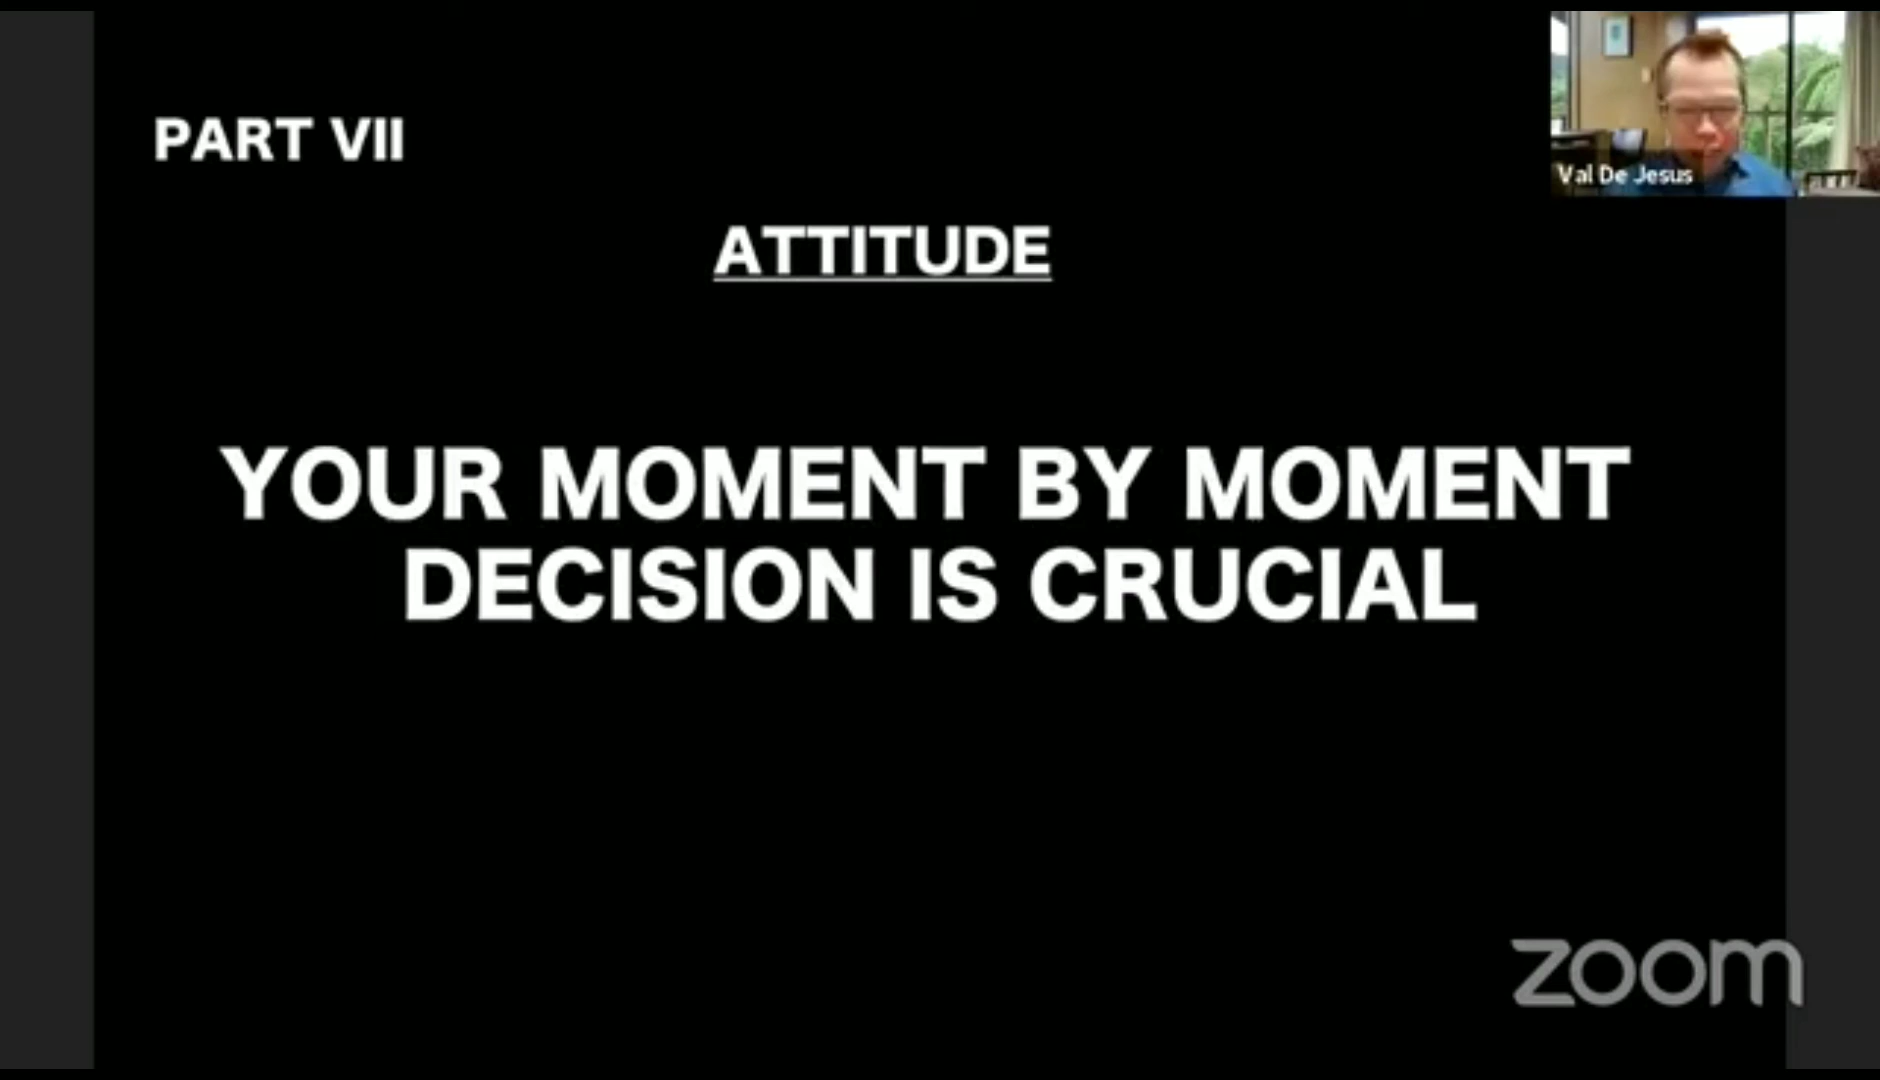 PART VII
Val De Jesus
ATTITUDE
YOUR MOMENT BY MOMENT
DECISION IS CRUCIAL
zoom